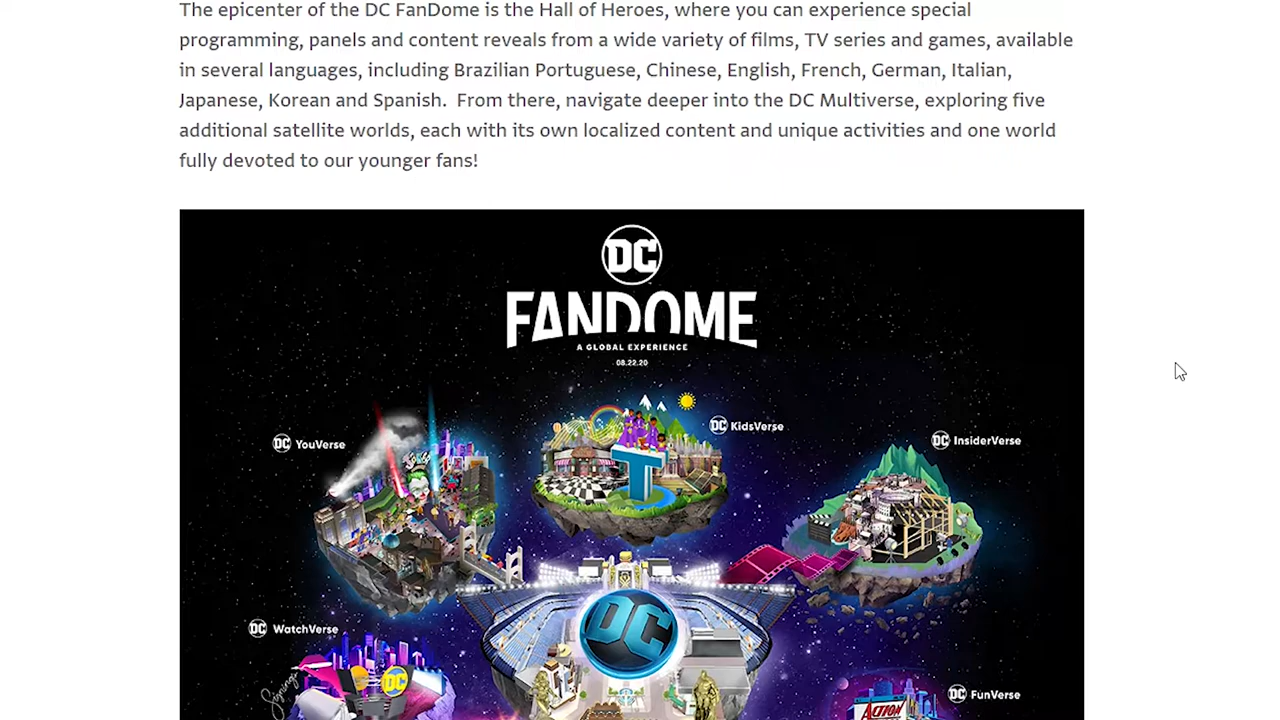 The epicenter of the DC FanDome is the Hall of Heroes, where you can experience special
programming, panels and content reveals from a wide variety of films, TV series and games, available
in several languages, including Brazilian Portuguese, Chinese, English, French, German, Italian,
Japanese, Korean and Spanish.  From there, navigate deeper into the DC Multiverse, exploring five
additional satellite worlds, each with its own localized content and unique activities and one world
fully devoted to our younger fans!
DC
FANDOME
A GLOBAL EXPERIENCE
08.22.20
DC KidsVerse
DC YouVerse
DC InsiderVerse
T
DC
DC WatchVerse
DC
Signings
DC FunVerse
ACTION